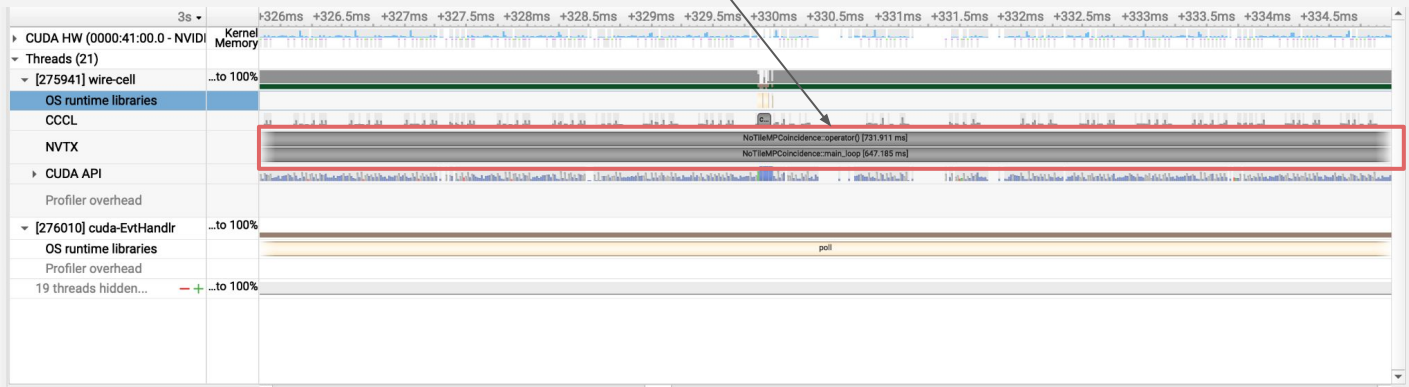 3s
+326ms +326.5ms +327ms +327.5ms +328ms +328.5ms +329ms +329.5ms +330ms +330.5ms +331ms +331.5ms +332ms +332.5ms +333ms +333.5ms +334ms +334.5ms
CUDA HW (0000:41:00.0 - NVIDI
Kernel
Memory
Threads (21)
[275941] wire-cell ...to 100%
OS runtime libraries
CCCL c...
NVTX
NoTileMPCoincidence::operator() [731.911 ms]
NoTileMPCoincidence::main_loop [647.185 ms]
CUDA API
Profiler overhead
[276010] cuda-EvtHandlr ...to 100%
OS runtime libraries poll
Profiler overhead
19 threads hidden... − + ...to 100%